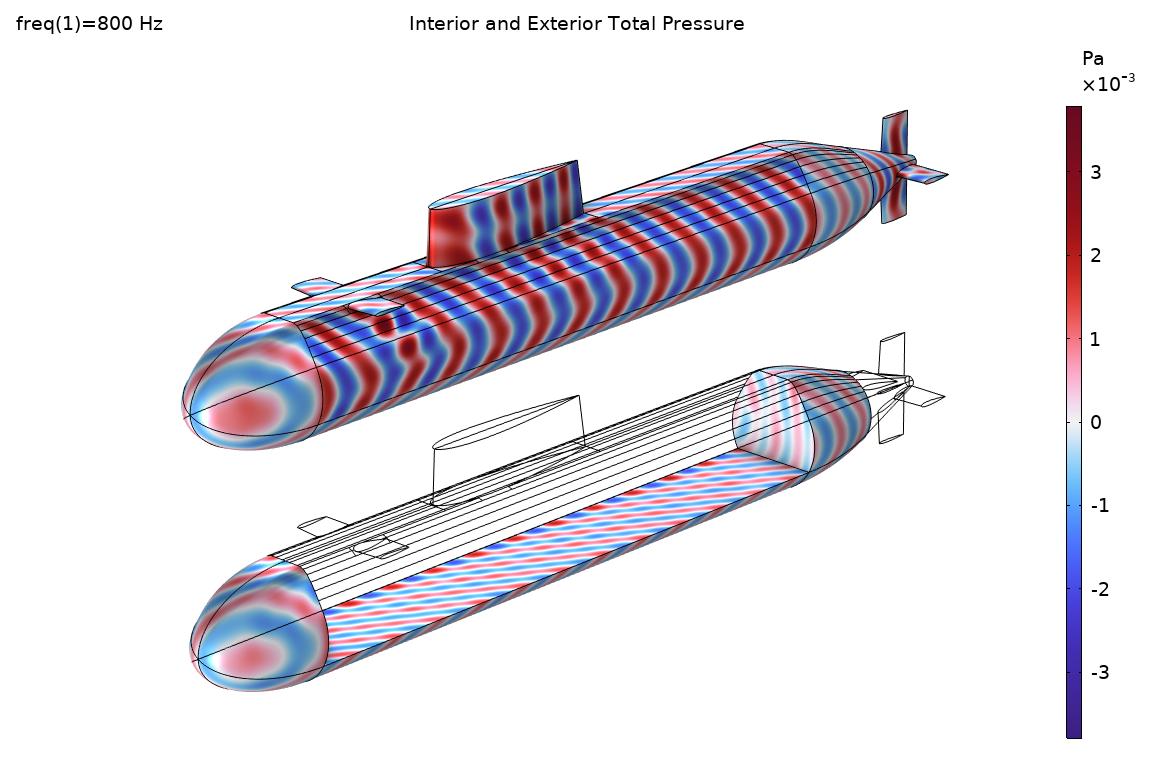 freq(1)=800 Hz
Interior and Exterior Total Pressure
Pa
×10⁻³
3
2
1
0
-1
-2
-3